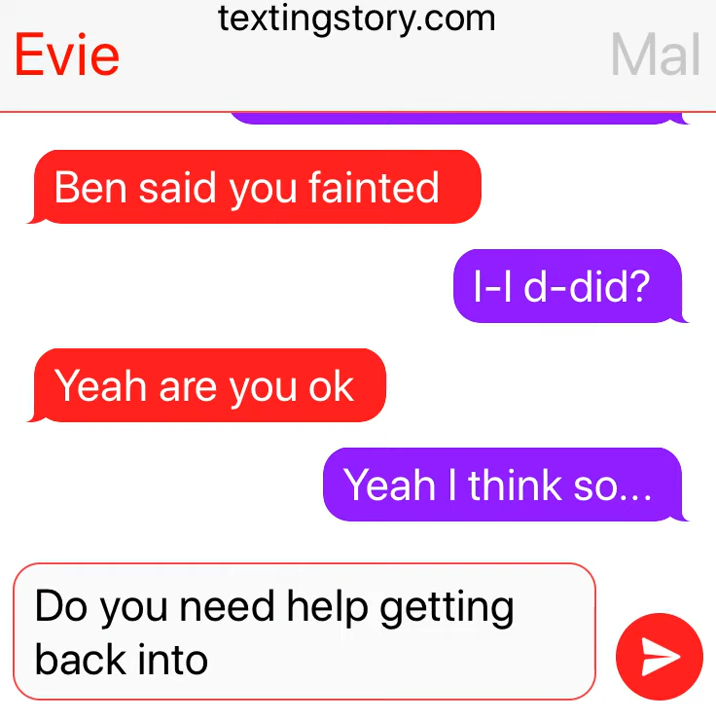 textingstory.com
Evie
Mal
Ben said you fainted
I-I d-did?
Yeah are you ok
Yeah I think so...
Do you need help getting
back into